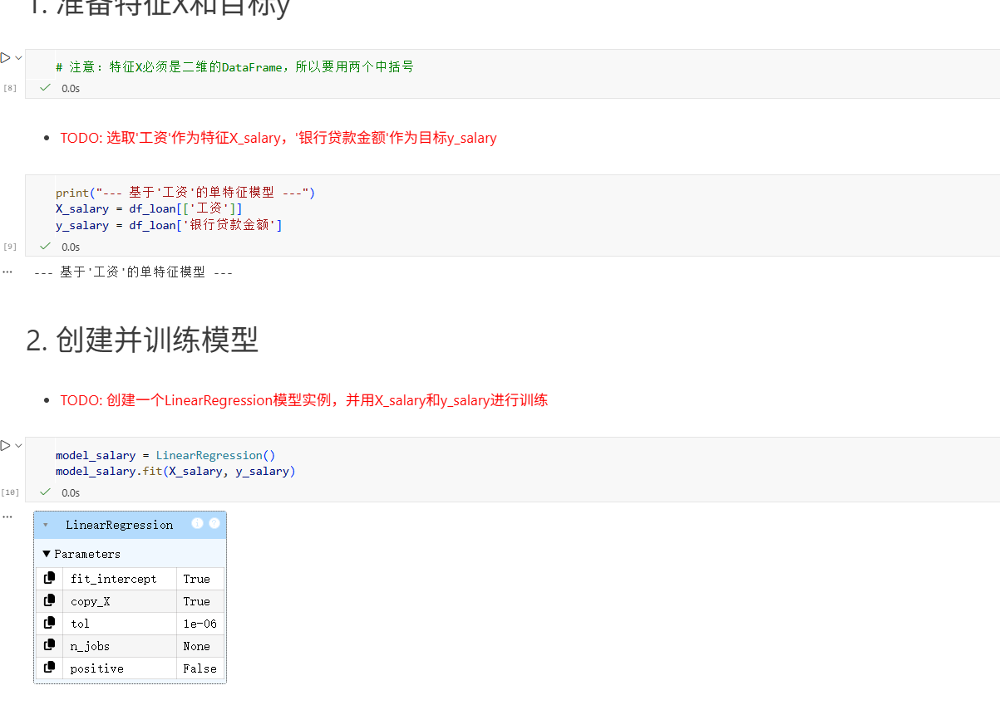 1. 准备特征X和目标y
# 注意：特征X必须是二维的DataFrame，所以要用两个中括号
[8]
0.0s
TODO: 选取'工资'作为特征X_salary，'银行贷款金额'作为目标y_salary
print("--- 基于'工资'的单特征模型 ---")
X_salary = df_loan[['工资']]
y_salary = df_loan['银行贷款金额']
[9]
0.0s
--- 基于'工资'的单特征模型 ---
2. 创建并训练模型
TODO: 创建一个LinearRegression模型实例，并用X_salary和y_salary进行训练
model_salary = LinearRegression()
model_salary.fit(X_salary, y_salary)
[10]
0.0s
LinearRegression i ?
Parameters
fit_intercept True
copy_X True
tol 1e-06
n_jobs None
positive False